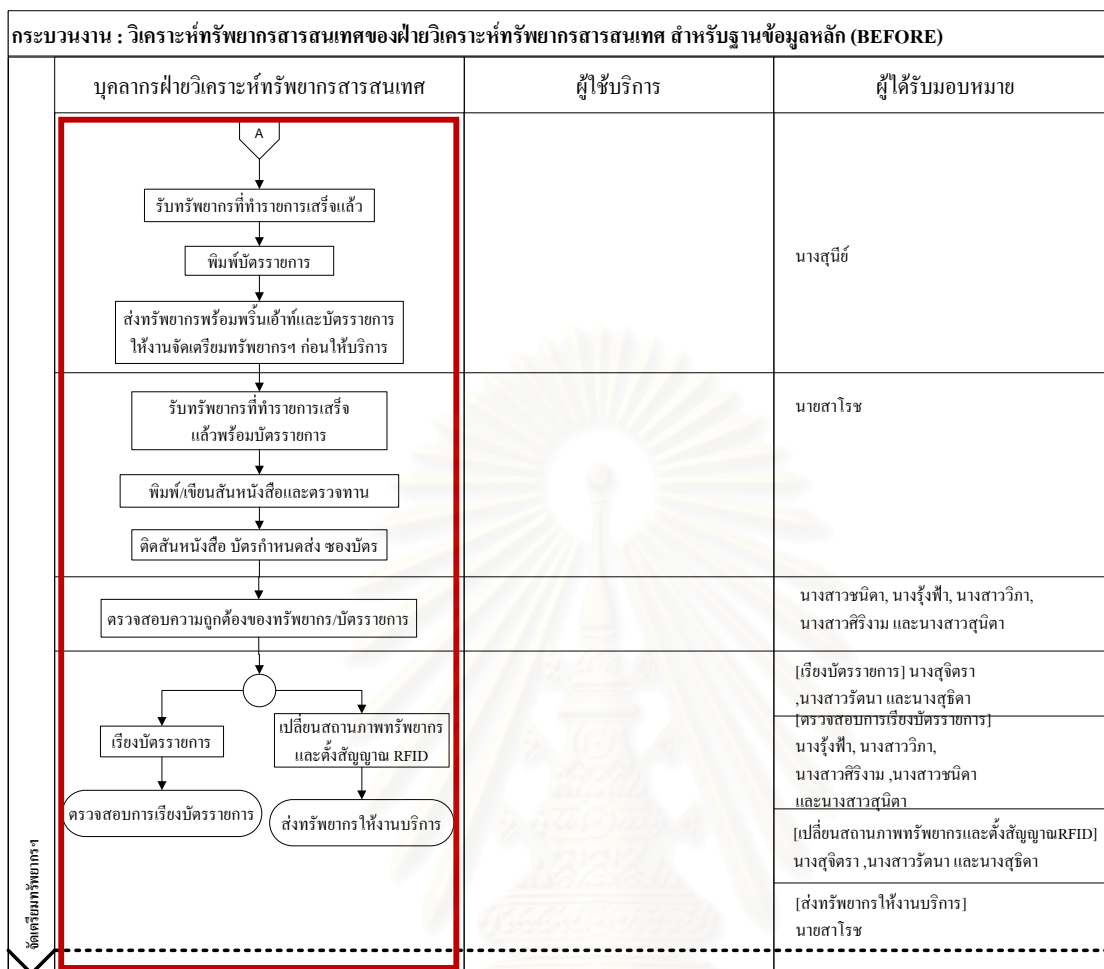 กระบวนงาน : วิเคราะห์ทรัพยากรสารสนเทศของฝ่ายวิเคราะห์ทรัพยากรสารสนเทศ สำหรับฐานข้อมูลหลัก (BEFORE)
บุคลากรฝ่ายวิเคราะห์ทรัพยากรสารสนเทศ
ผู้ใช้บริการ
ผู้ได้รับมอบหมาย
A
รับทรัพยากรที่ทำรายการเสร็จแล้ว
พิมพ์บัตรรายการ
ส่งทรัพยากรพร้อมพริ้นเอ้าท์และบัตรรายการ
ให้งานจัดเตรียมทรัพยากรฯ ก่อนให้บริการ
นางสุนีย์
รับทรัพยากรที่ทำรายการเสร็จ
แล้วพร้อมบัตรรายการ
พิมพ์/เขียนสันหนังสือและตรวจทาน
ติดสันหนังสือ บัตรกำหนดส่ง ซองบัตร
นายสาโรช
ตรวจสอบความถูกต้องของทรัพยากร/บัตรรายการ
นางสาวชนิดา, นางรุ้งฟ้า, นางสาววิภา,
นางสาวศิริงาม และนางสาวสุนิตา
เรียงบัตรรายการ
ตรวจสอบการเรียงบัตรรายการ
เปลี่ยนสถานภาพทรัพยากร
และตั้งสัญญาณ RFID
ส่งทรัพยากรให้งานบริการ
[เรียงบัตรรายการ] นางสุจิตรา
,นางสาวรัตนา และนางสุธิดา
[ตรวจสอบการเรียงบัตรรายการ]
นางรุ้งฟ้า, นางสาววิภา,
นางสาวศิริงาม ,นางสาวชนิดา
และนางสาวสุนิตา
[เปลี่ยนสถานภาพทรัพยากรและตั้งสัญญาณRFID]
นางสุจิตรา ,นางสาวรัตนา และนางสุธิดา
[ส่งทรัพยากรให้งานบริการ]
นายสาโรช
จัดเตรียมทรัพยากรฯ